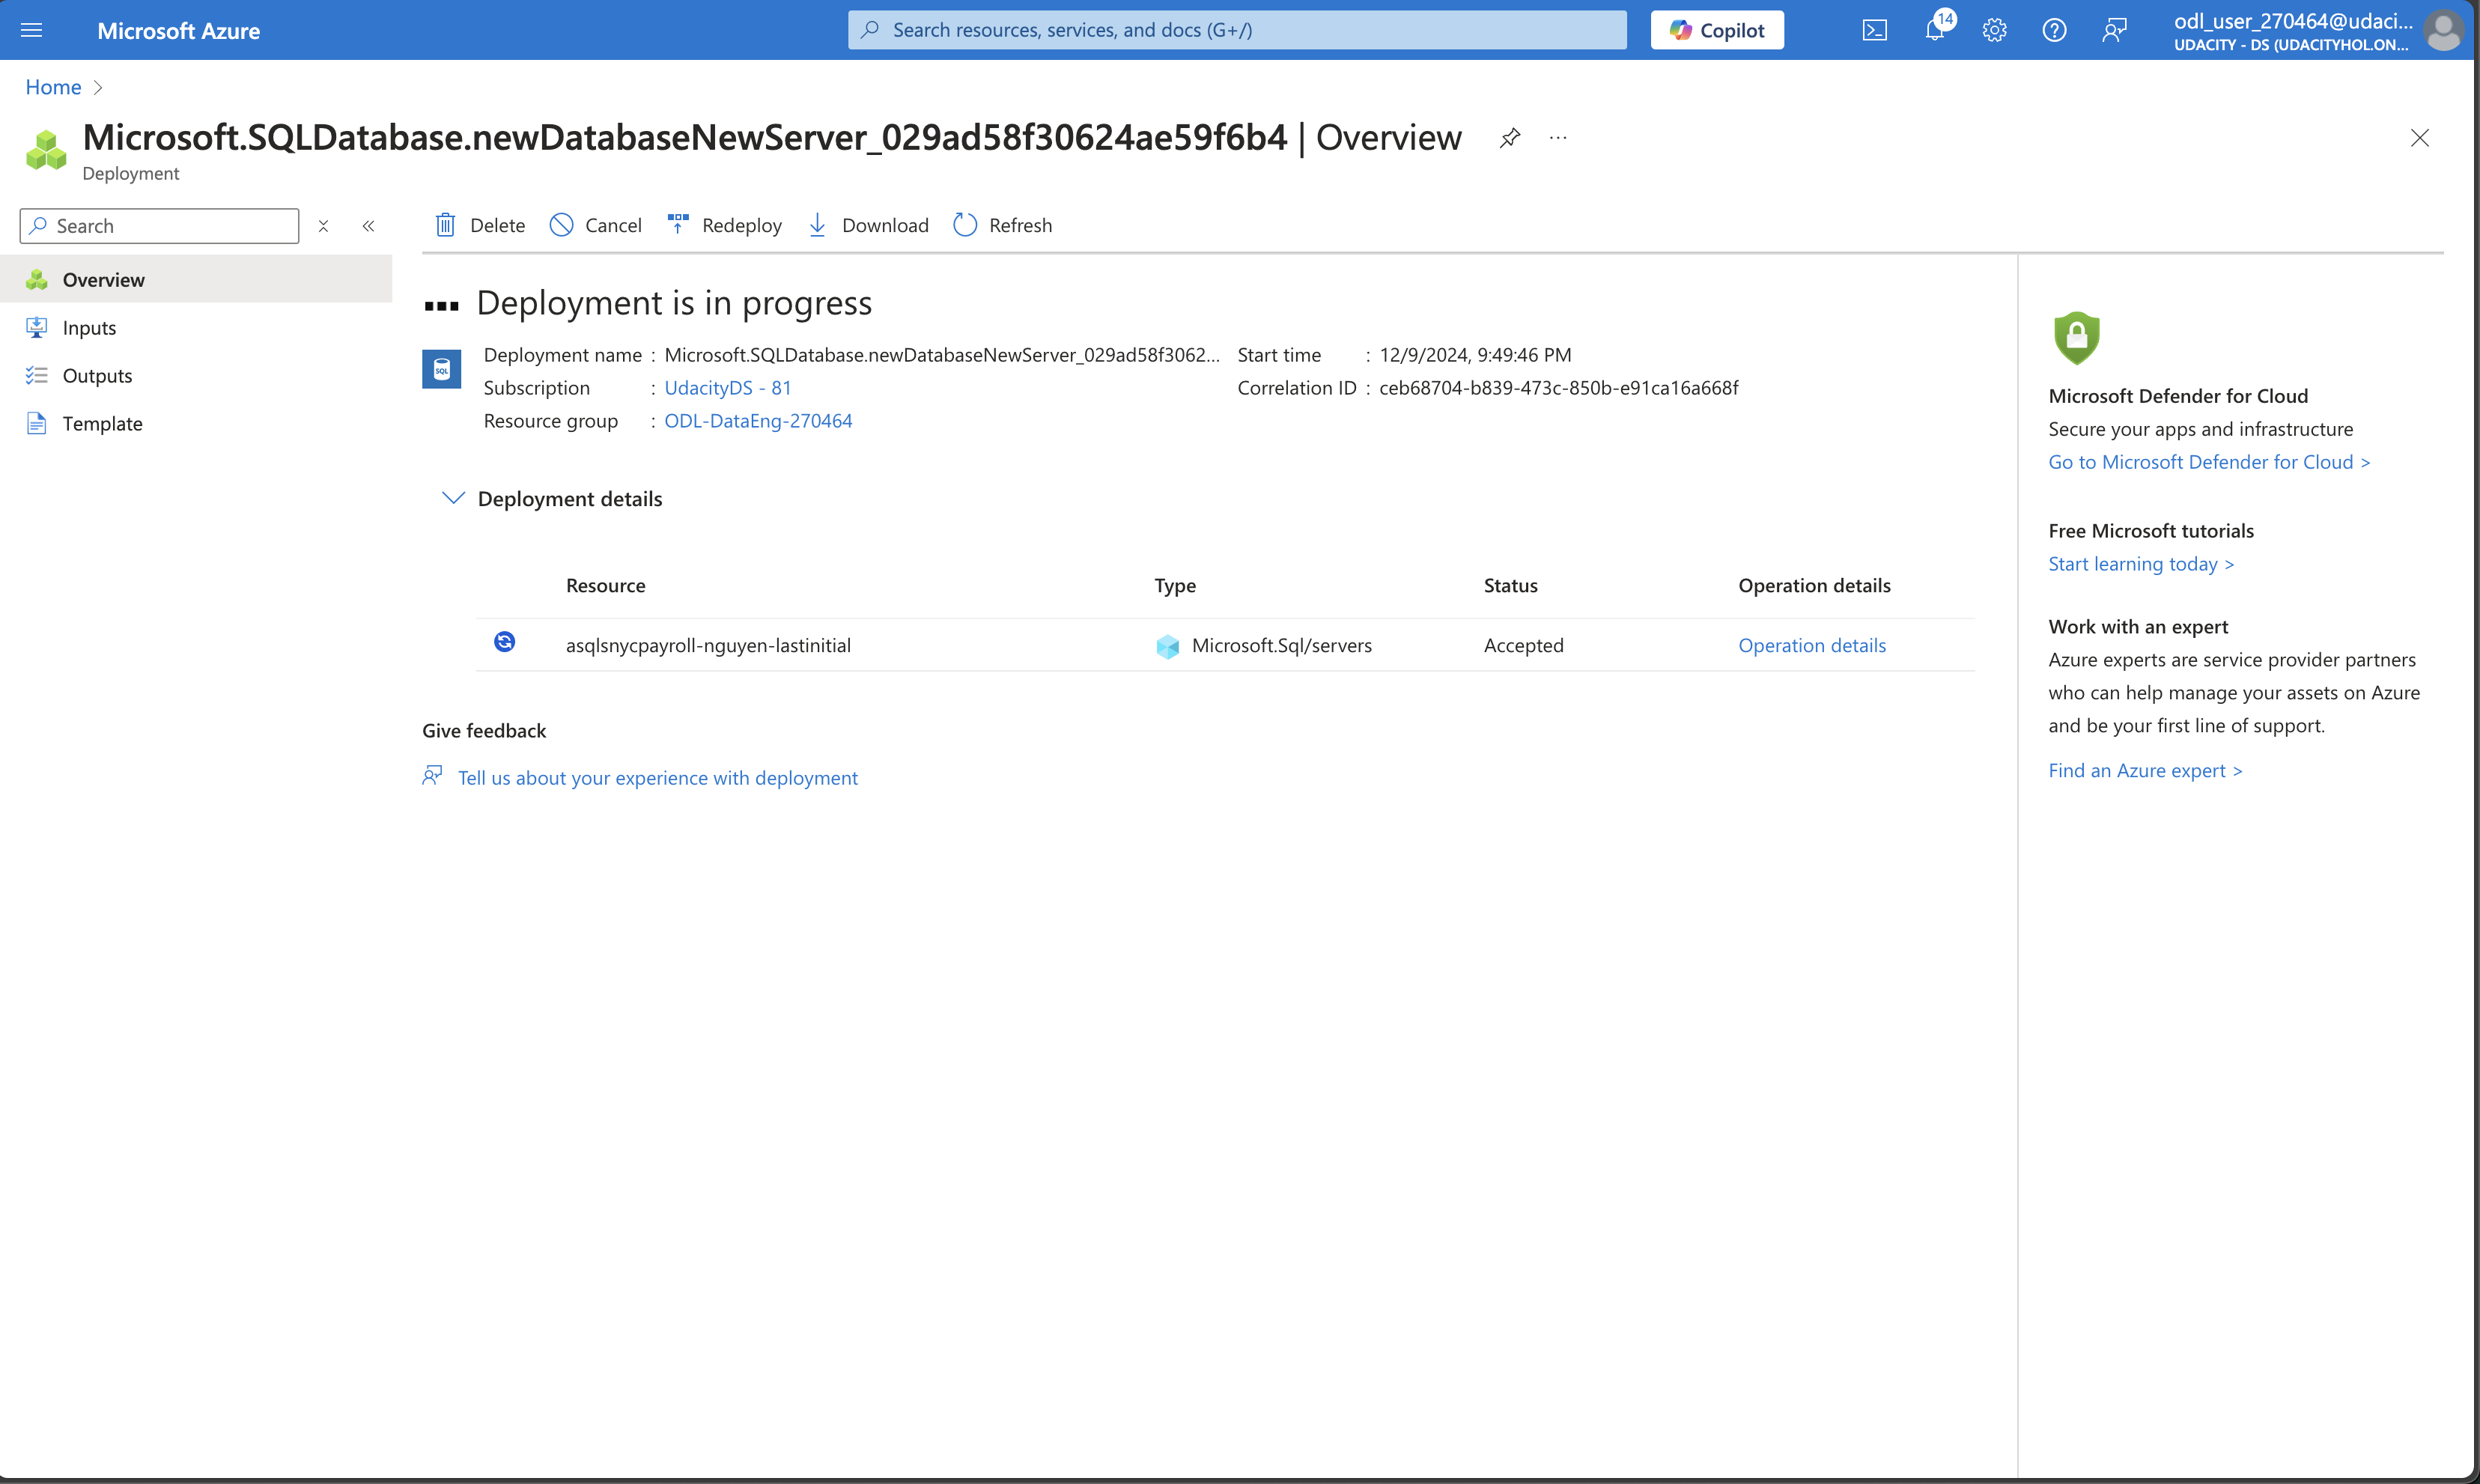 Microsoft Azure
Search resources, services, and docs (G+/)
Copilot
14
odl_user_270464@udaci...
UDACITY - DS (UDACITYHOL.ON...
Home
Microsoft.SQLDatabase.newDatabaseNewServer_029ad58f30624ae59f6b4 | Overview
Deployment
Search
Delete
Cancel
Redeploy
Download
Refresh
Overview
Inputs
Outputs
Template
Deployment is in progress
SQL
Deployment name : Microsoft.SQLDatabase.newDatabaseNewServer_029ad58f3062...
Subscription : UdacityDS - 81
Resource group : ODL-DataEng-270464
Start time : 12/9/2024, 9:49:46 PM
Correlation ID : ceb68704-b839-473c-850b-e91ca16a668f
Deployment details
Resource Type Status Operation details
asqlsnycpayroll-nguyen-lastinitial Microsoft.Sql/servers Accepted Operation details
Give feedback
Tell us about your experience with deployment
Microsoft Defender for Cloud
Secure your apps and infrastructure
Go to Microsoft Defender for Cloud >
Free Microsoft tutorials
Start learning today >
Work with an expert
Azure experts are service provider partners
who can help manage your assets on Azure
and be your first line of support.
Find an Azure expert >